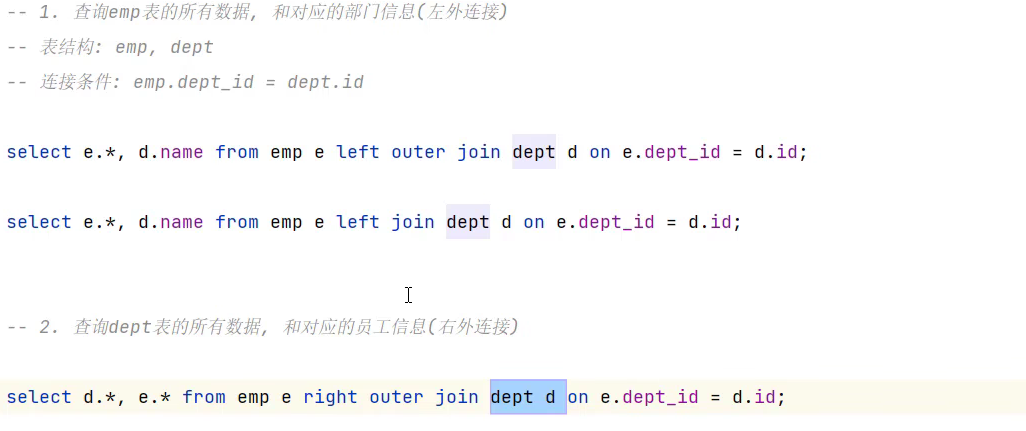 -- 1. 查询emp表的所有数据, 和对应的部门信息(左外连接)
-- 表结构: emp, dept
-- 连接条件: emp.dept_id = dept.id
select e.*, d.name from emp e left outer join dept d on e.dept_id = d.id;
select e.*, d.name from emp e left join dept d on e.dept_id = d.id;
-- 2. 查询dept表的所有数据, 和对应的员工信息(右外连接)
select d.*, e.* from emp e right outer join dept d on e.dept_id = d.id;